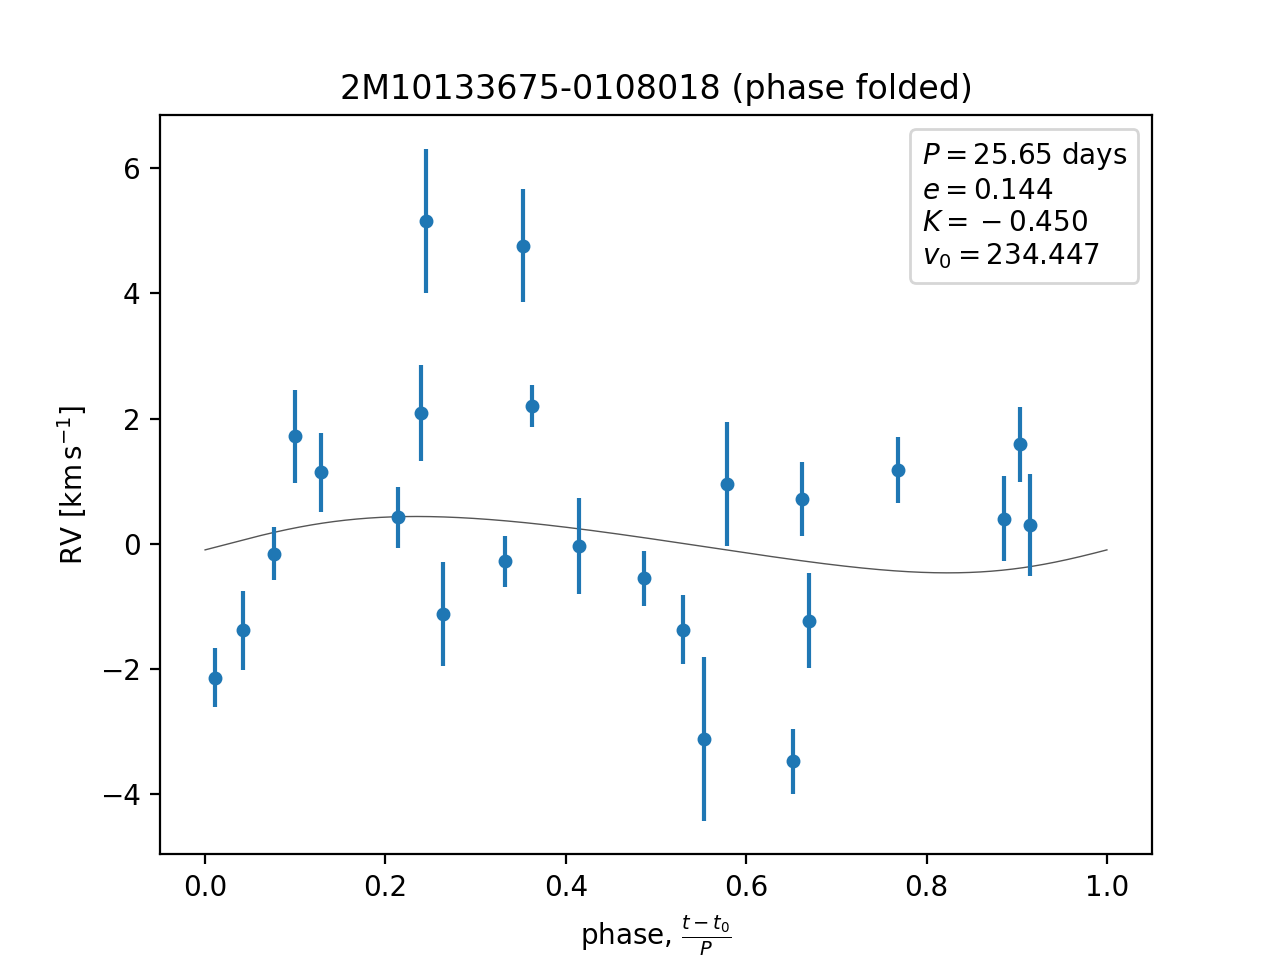 2M10133675-0108018 (phase folded)
P = 25.65 days
e = 0.144
K = − 0.450
v₀ = 234.447
6
4
2
0
−2
−4
RV [km s⁻¹]
0.0 0.2 0.4 0.6 0.8 1.0
phase, (t − t₀)/P